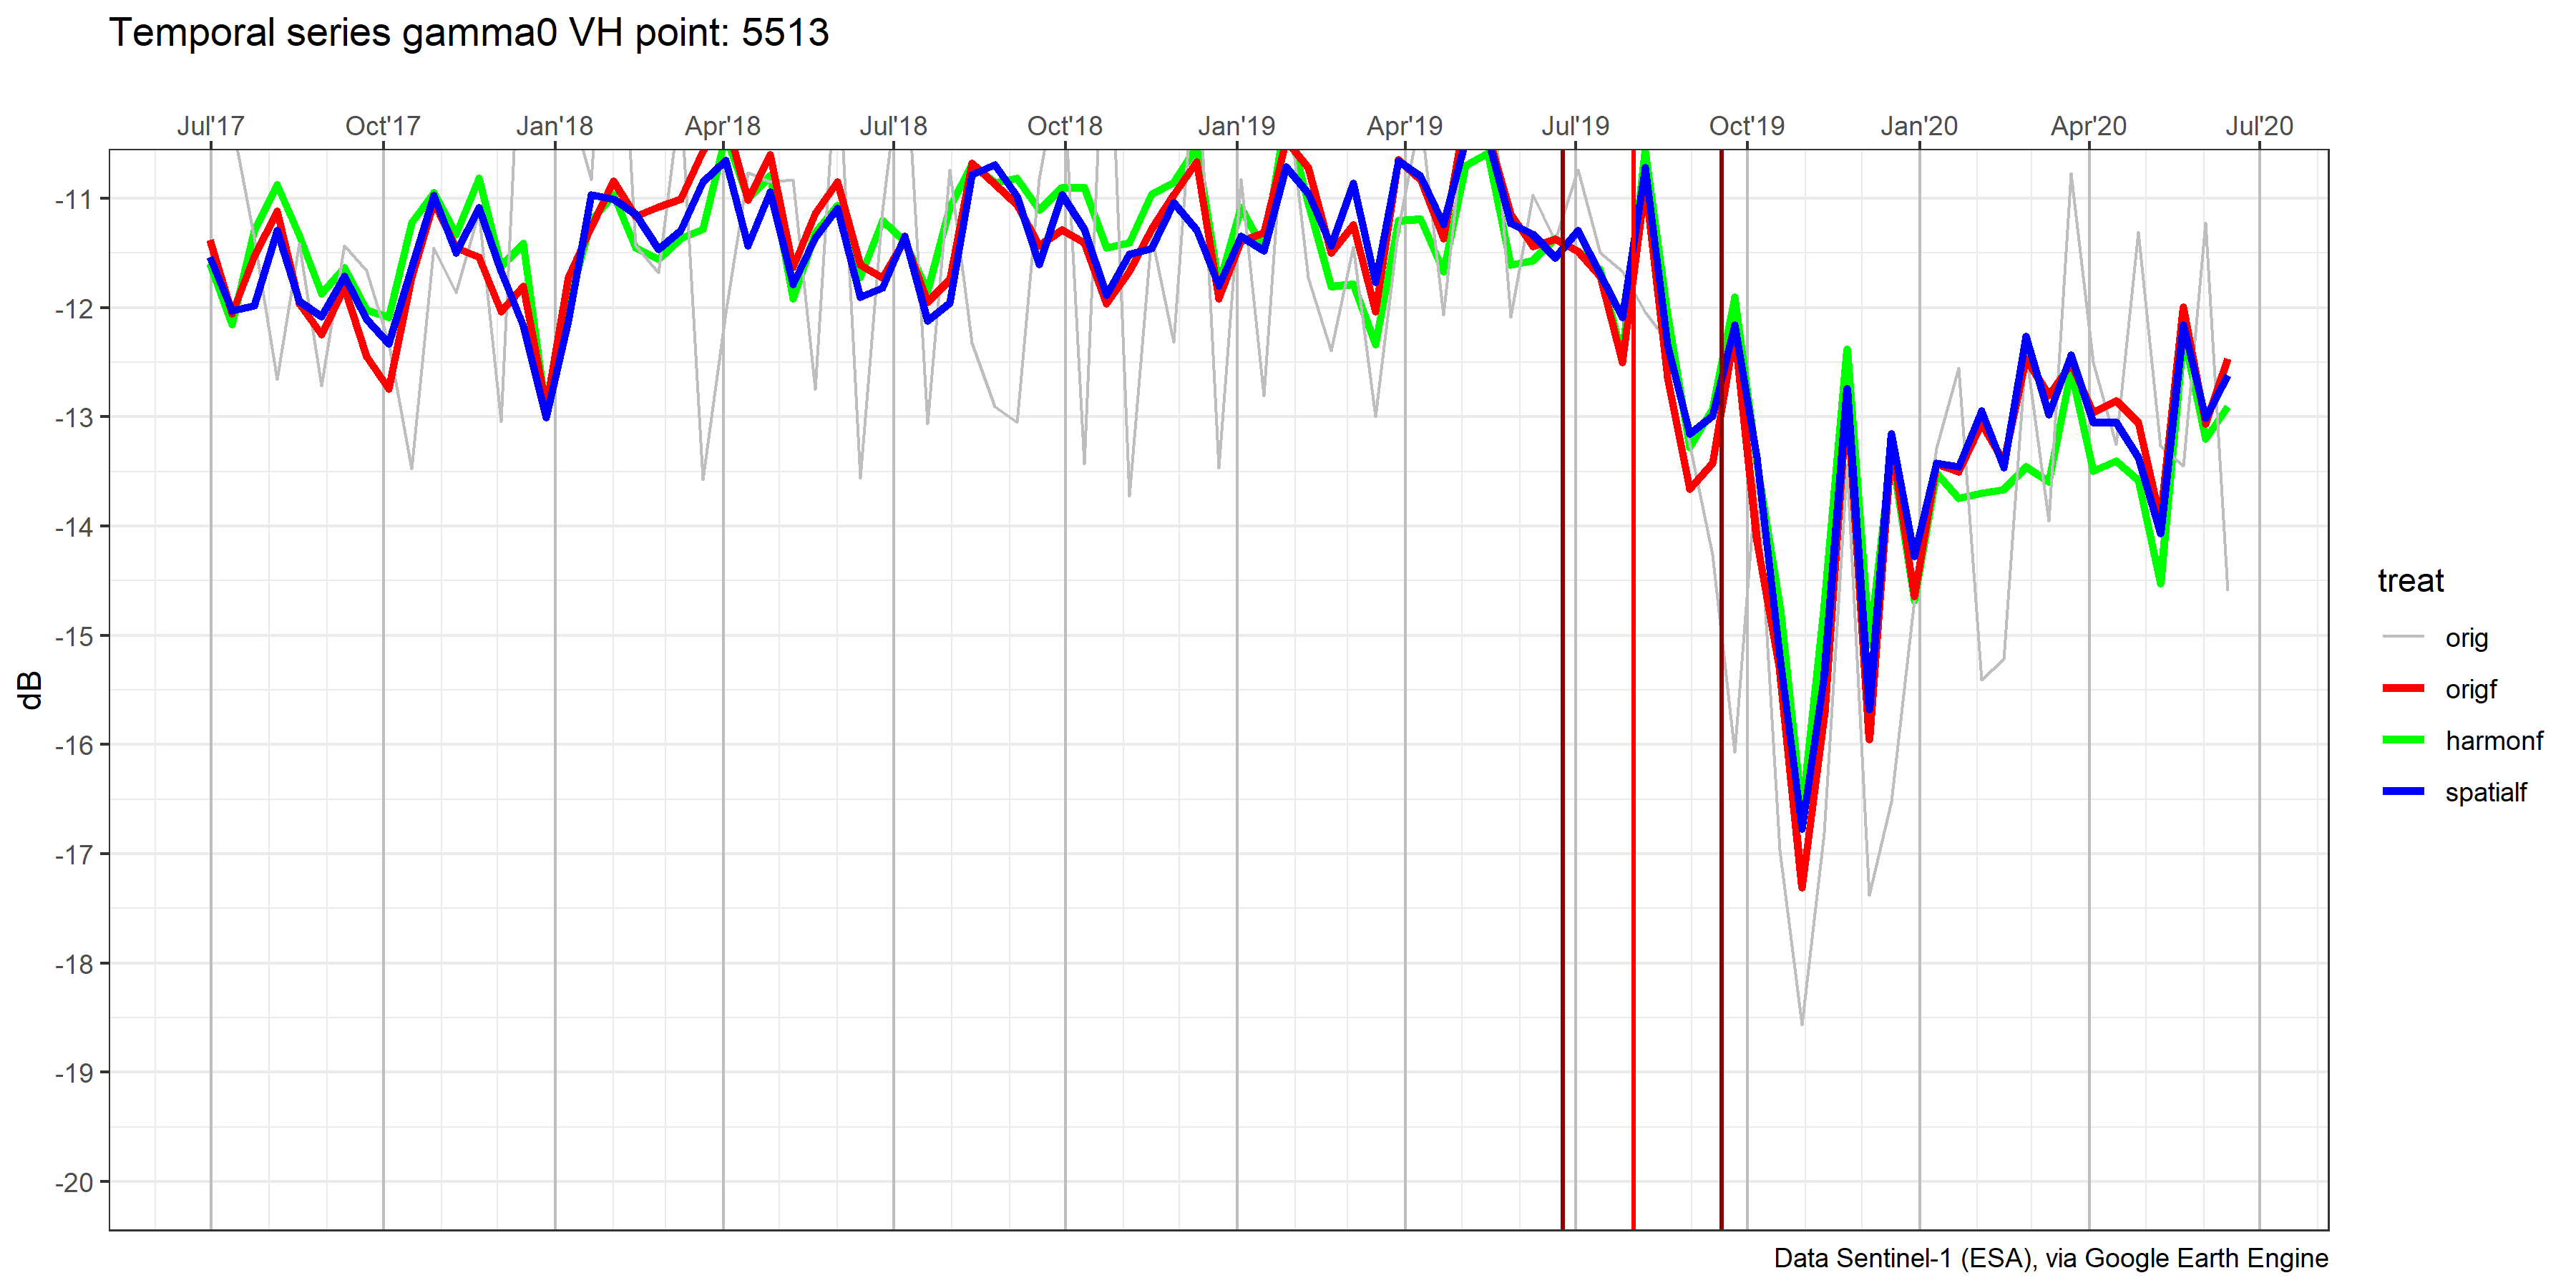 Temporal series gamma0 VH point: 5513
Jul'17 Oct'17 Jan'18 Apr'18 Jul'18 Oct'18 Jan'19 Apr'19 Jul'19 Oct'19 Jan'20 Apr'20 Jul'20
-11
-12
-13
-14
-15
-16
-17
-18
-19
-20
dB
treat
orig
origf
harmonf
spatialf
Data Sentinel-1 (ESA), via Google Earth Engine